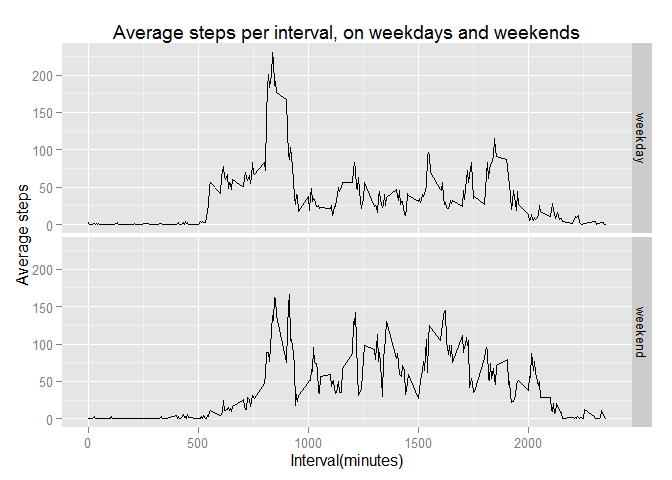 Average steps per interval, on weekdays and weekends
Average steps
200
150
100
50
0
weekday
200
150
100
50
0
weekend
0 500 1000 1500 2000
Interval(minutes)